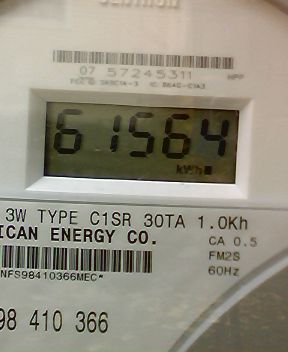 07 57245311 HPP
61564
kWh
3W TYPE C1SR 30TA 1.0Kh
ICAN ENERGY CO.
CA 0.5
FM2S
60Hz
NFS98410366MEC*
98 410 366